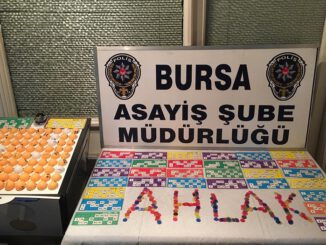 POLİS
POLİS
BURSA
ASAYİŞ ŞUBE
MÜDÜRLÜĞÜ
AHLAK